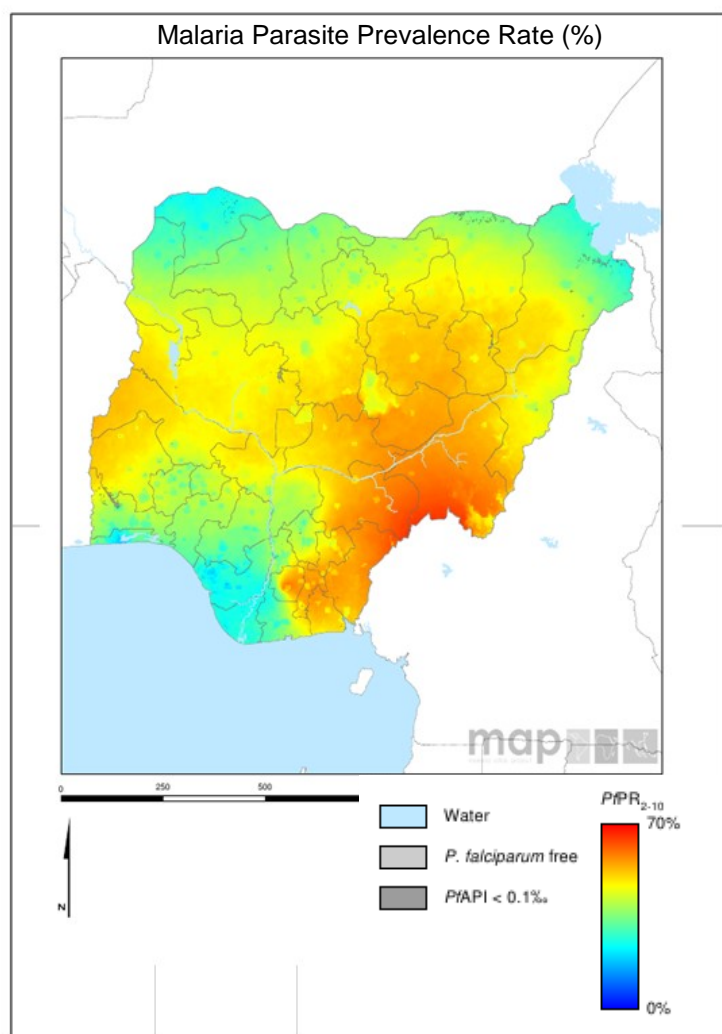 Malaria Parasite Prevalence Rate (%)
map
0 250 500
N
Water
P. falciparum free
PfAPI < 0.1‰
PfPR2-10
70%
0%